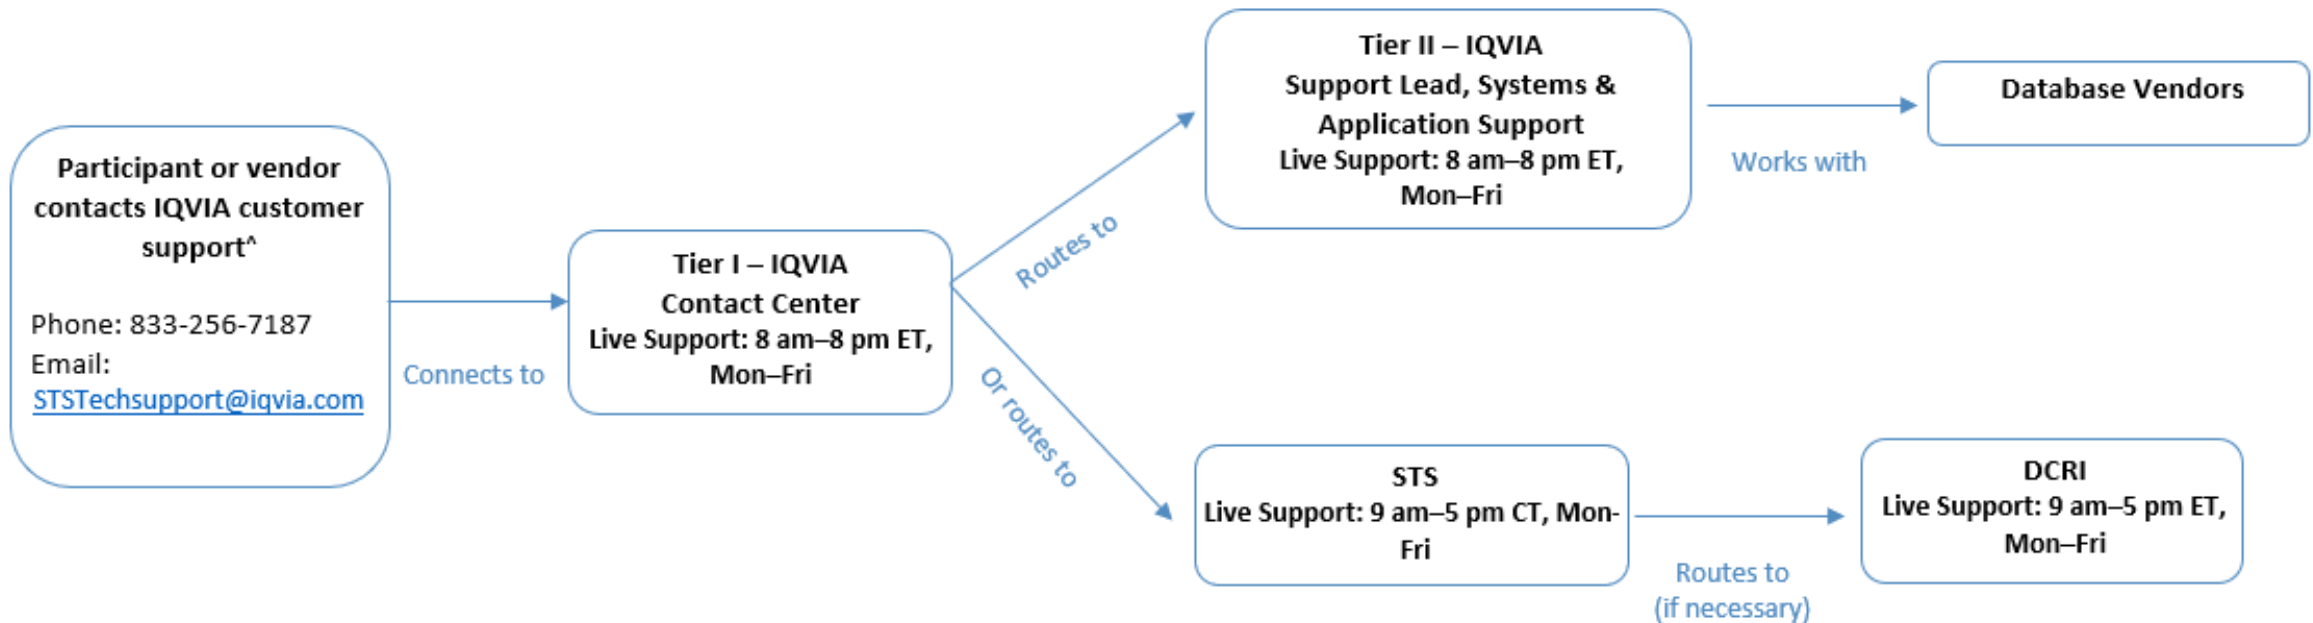 Participant or vendor
contacts IQVIA customer
support^
Phone: 833-256-7187
Email:
STSTechsupport@iqvia.com
Connects to
Tier I – IQVIA
Contact Center
Live Support: 8 am–8 pm ET,
Mon–Fri
Routes to
Or routes to
Tier II – IQVIA
Support Lead, Systems &
Application Support
Live Support: 8 am–8 pm ET,
Mon–Fri
Works with
Database Vendors
STS
Live Support: 9 am–5 pm CT, Mon-
Fri
Routes to
(if necessary)
DCRI
Live Support: 9 am–5 pm ET,
Mon–Fri